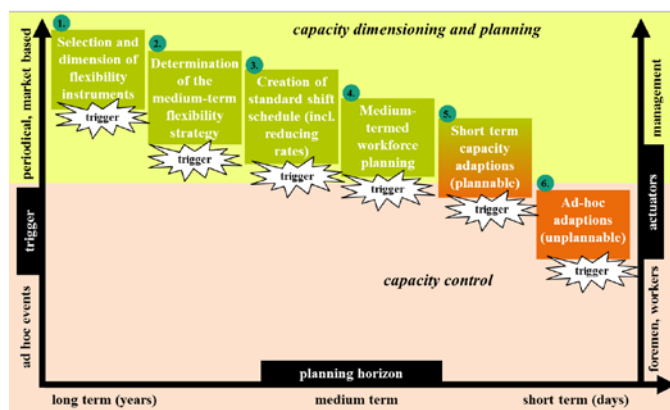 capacity dimensioning and planning
1.
Selection and
dimension of
flexibility
instruments
trigger
2.
Determination
of the
medium-term
flexibility
strategy
trigger
3.
Creation of
standard shift
schedule (incl.
reducing
rates)
trigger
4.
Medium-
termed
workforce
planning
trigger
5.
Short term
capacity
adaptions
(plannable)
trigger
6.
Ad-hoc
adaptions
(unplannable)
trigger
capacity control
periodical, market based
trigger
ad hoc events
management
actuators
foremen, workers
planning horizon
long term (years)
medium term
short term (days)